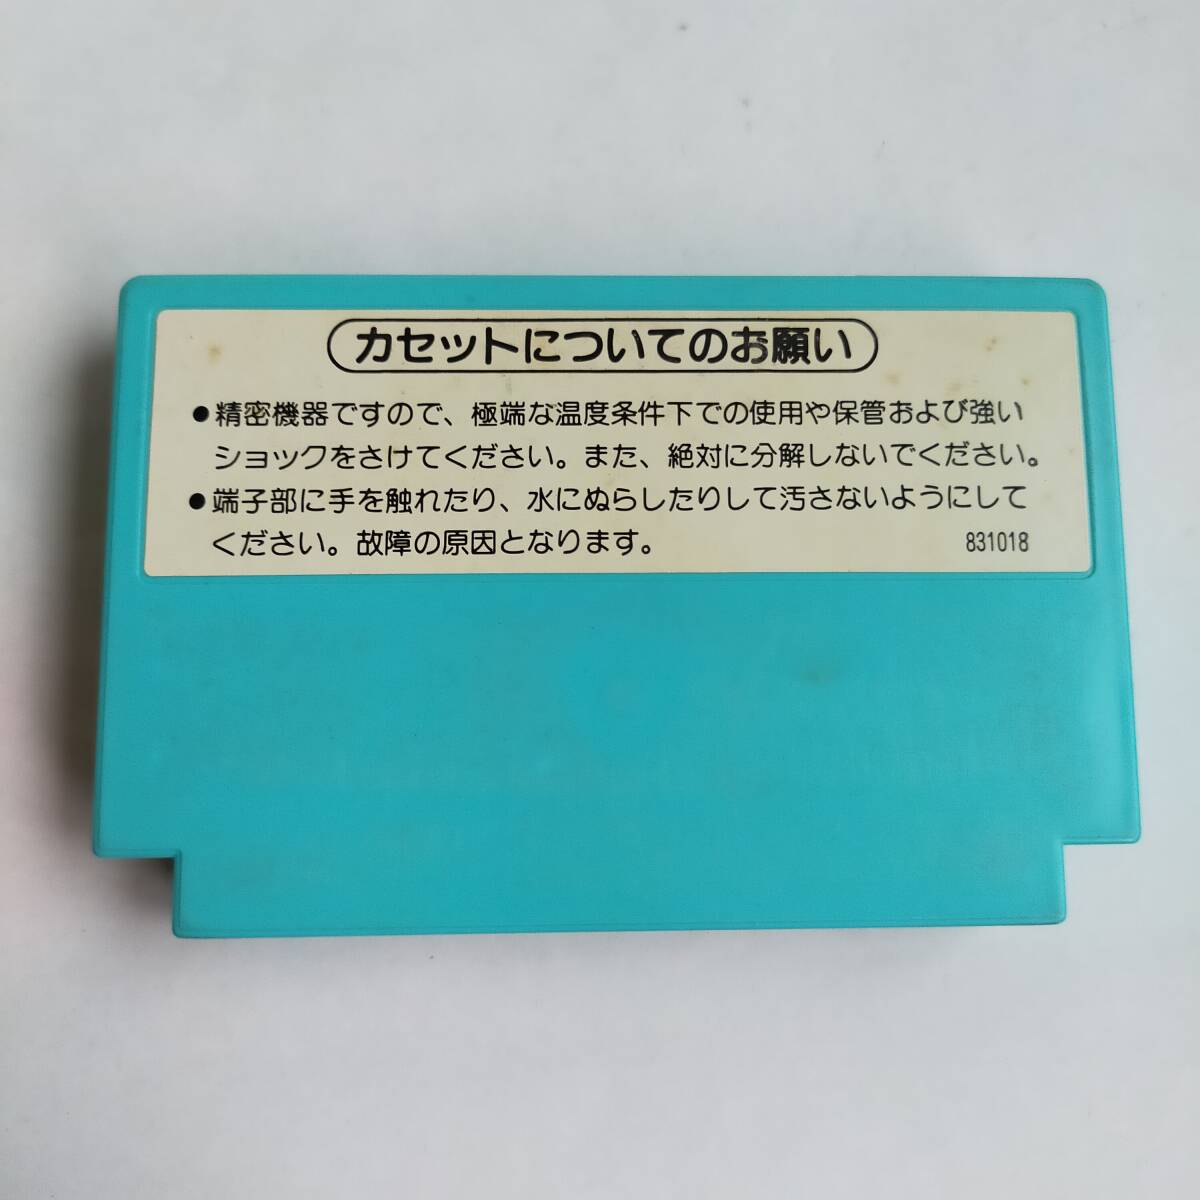 カセットについてのお願い
●精密機器ですので、極端な温度条件下での使用や保管および強い
ショックをさけてください。また、絶対に分解しないでください。
●端子部に手を触れたり、水にぬらしたりして汚さないようにして
ください。故障の原因となります。 831018